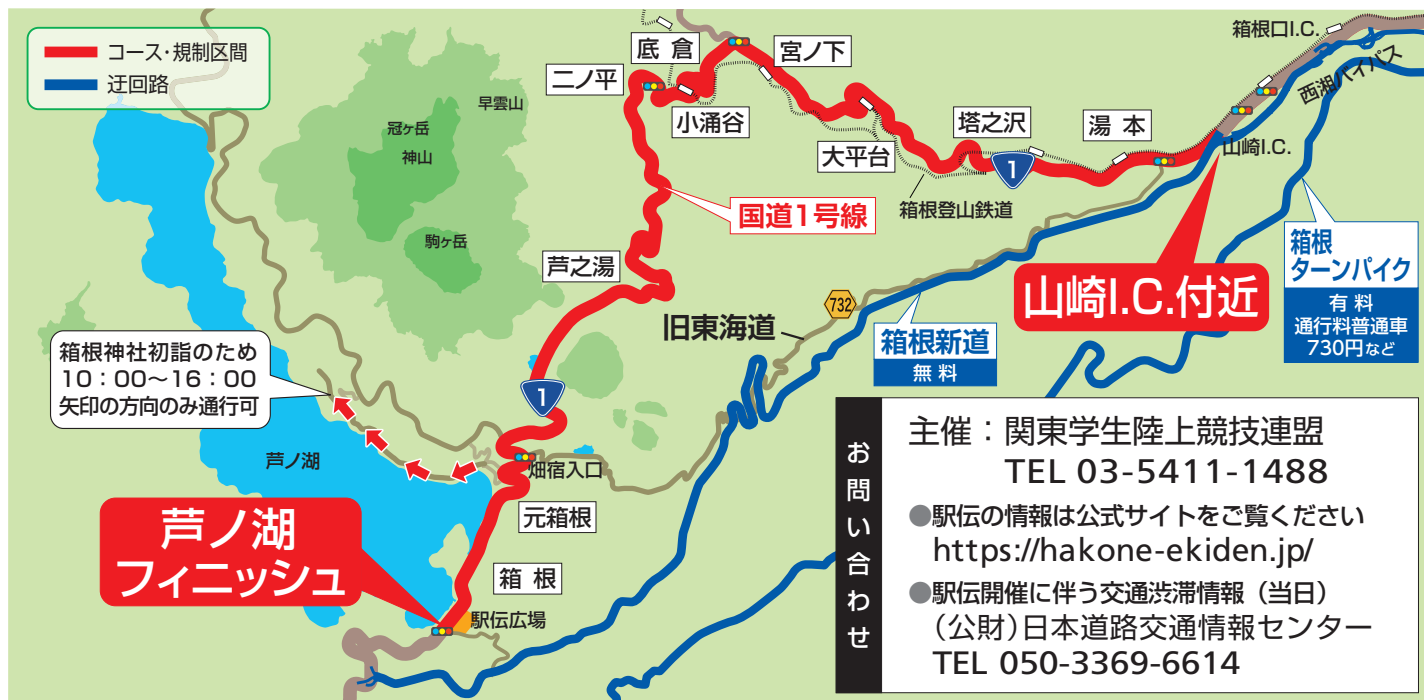 コース・規制区間
迂回路
底倉
宮ノ下
二ノ平
小涌谷
大平台
塔之沢
湯本
箱根口I.C.
西湘バイパス
山崎I.C.
早雲山
冠ヶ岳
神山
駒ヶ岳
1
箱根登山鉄道
国道1号線
芦之湯
732
旧東海道
箱根新道
無料
山崎I.C.付近
箱根
ターンパイク
有料
通行料普通車
730円など
箱根神社初詣のため
10：00～16：00
矢印の方向のみ通行可
1
芦ノ湖
畑宿入口
元箱根
芦ノ湖
フィニッシュ
箱根
駅伝広場
お問い合わせ
主催：関東学生陸上競技連盟
TEL 03-5411-1488
●駅伝の情報は公式サイトをご覧ください
https://hakone-ekiden.jp/
●駅伝開催に伴う交通渋滞情報（当日）
（公財）日本道路交通情報センター
TEL 050-3369-6614